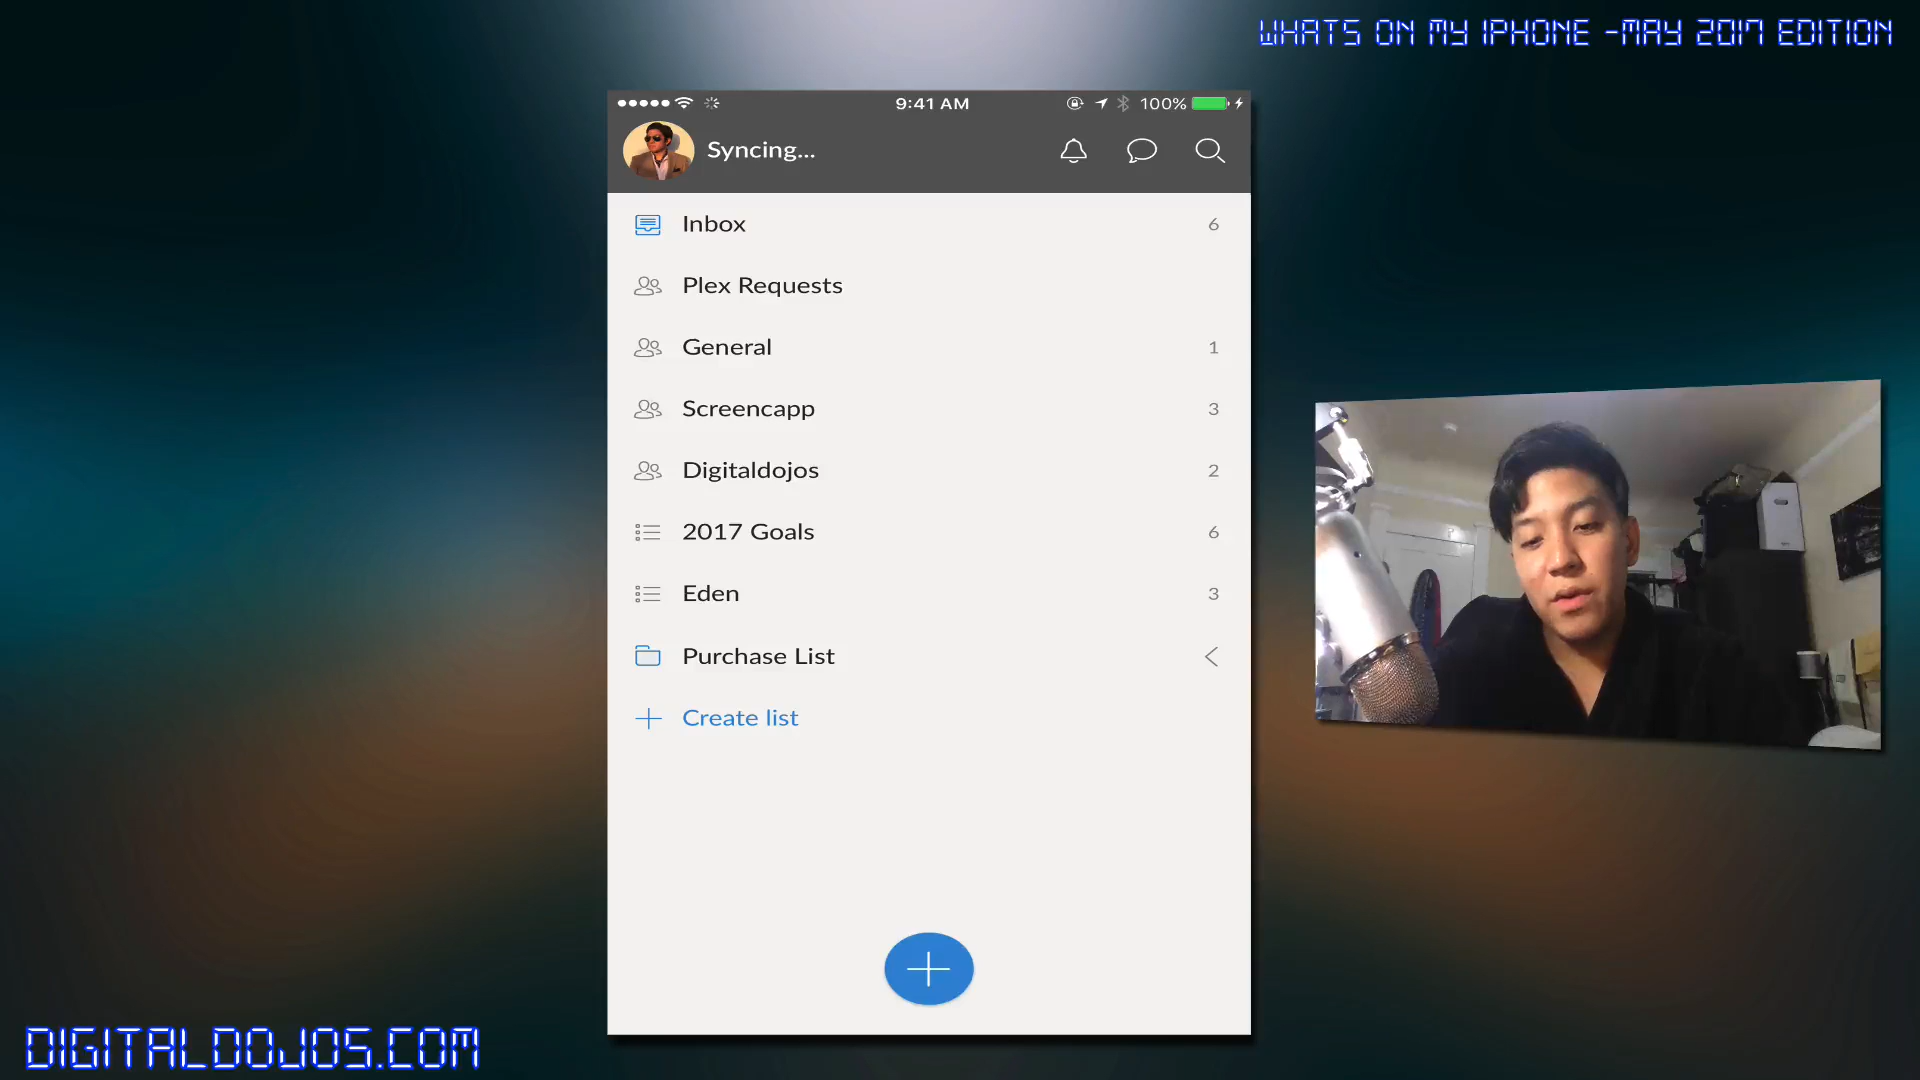 WHATS ON MY IPHONE -MAY 2017 EDITION
9:41 AM
100%
Syncing...
Inbox 6
Plex Requests
General 1
Screencapp 3
Digitaldojos 2
2017 Goals 6
Eden 3
Purchase List
Create list
DIGITALDOJOS.COM